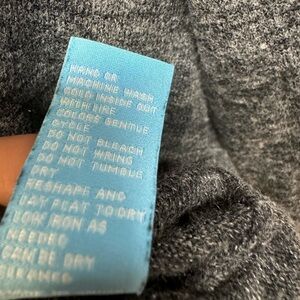 HAND OR
MACHINE WASH
COLD INSIDE OUT
WITH LIKE
COLORS GENTLE
CYCLE
DO NOT BLEACH
DO NOT WRING
DO NOT TUMBLE
DRY
RESHAPE AND
LAY FLAT TO DRY
LOW IRON AS
NEEDED
CAN BE DRY
CLEANED